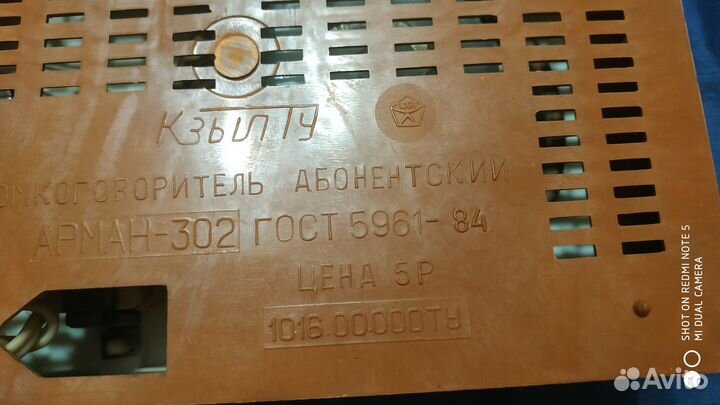 КзылТу
ОМКОГОВОРИТЕЛЬ АБОНЕНТСКИЙ
АРМАН-302 ГОСТ 5961-84
ЦЕНА 5Р
1016.00000ТУ
SHOT ON REDMI NOTE 5
MI DUAL CAMERA
Avito